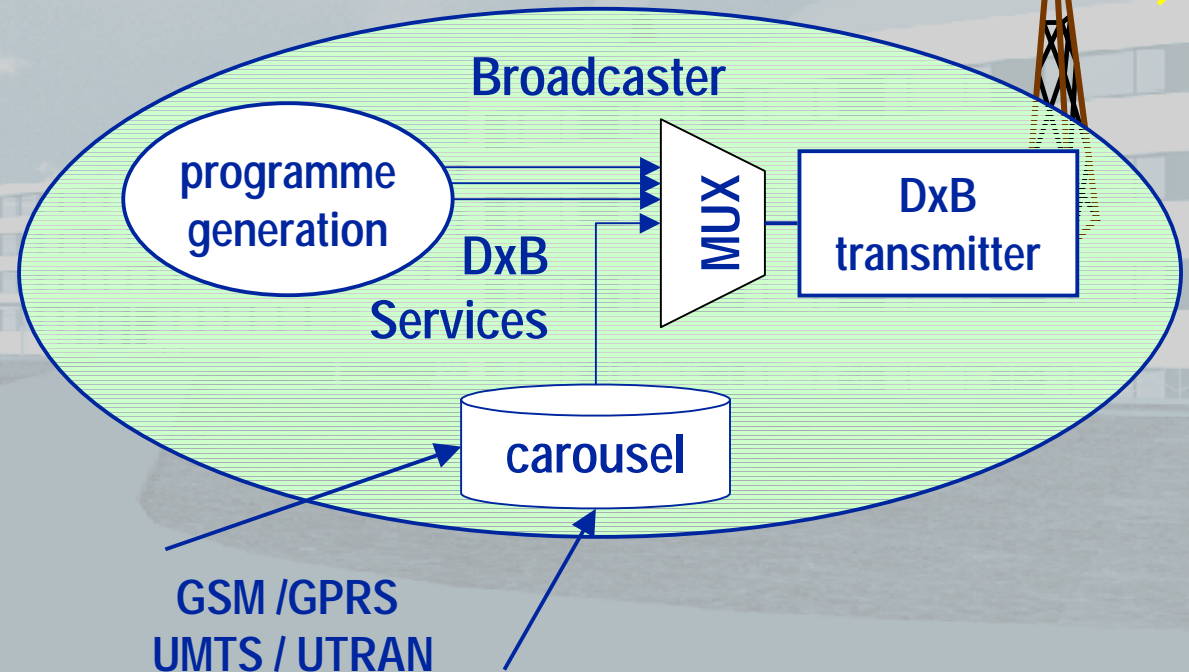 Broadcaster
programme
generation
DxB
Services
MUX
DxB
transmitter
carousel
GSM /GPRS
UMTS / UTRAN